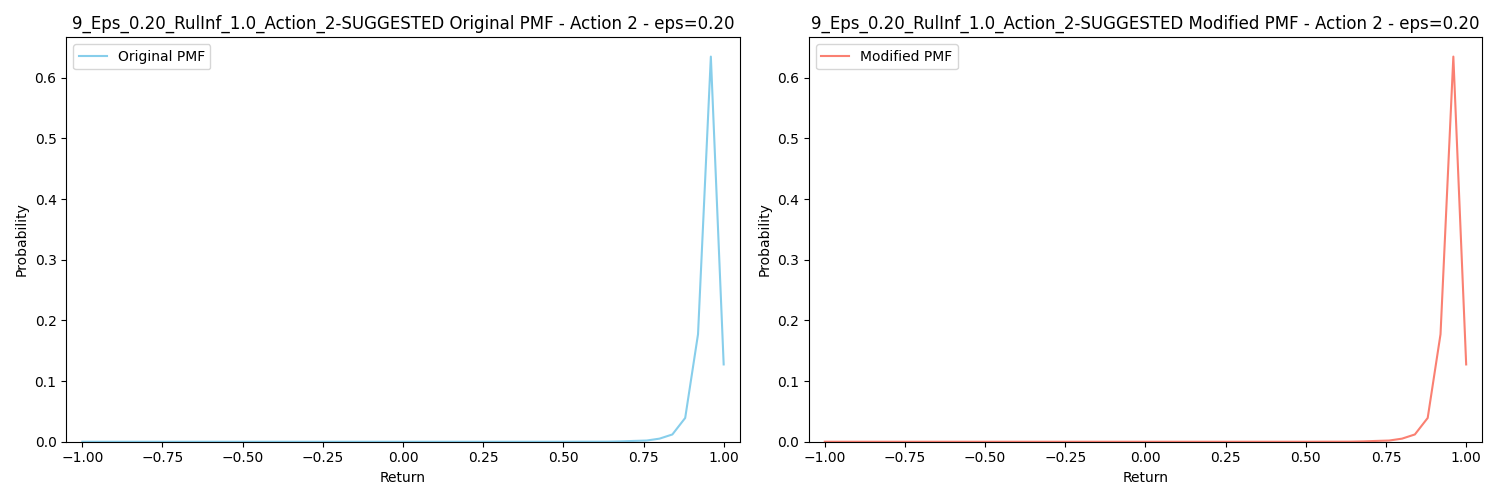 9_Eps_0.20_RulInf_1.0_Action_2-SUGGESTED Original PMF - Action 2 - eps=0.20
Original PMF
Probability
0.6
0.5
0.4
0.3
0.2
0.1
0.0
−1.00 −0.75 −0.50 −0.25 0.00 0.25 0.50 0.75 1.00
Return
9_Eps_0.20_RulInf_1.0_Action_2-SUGGESTED Modified PMF - Action 2 - eps=0.20
Modified PMF
Probability
0.6
0.5
0.4
0.3
0.2
0.1
0.0
−1.00 −0.75 −0.50 −0.25 0.00 0.25 0.50 0.75 1.00
Return